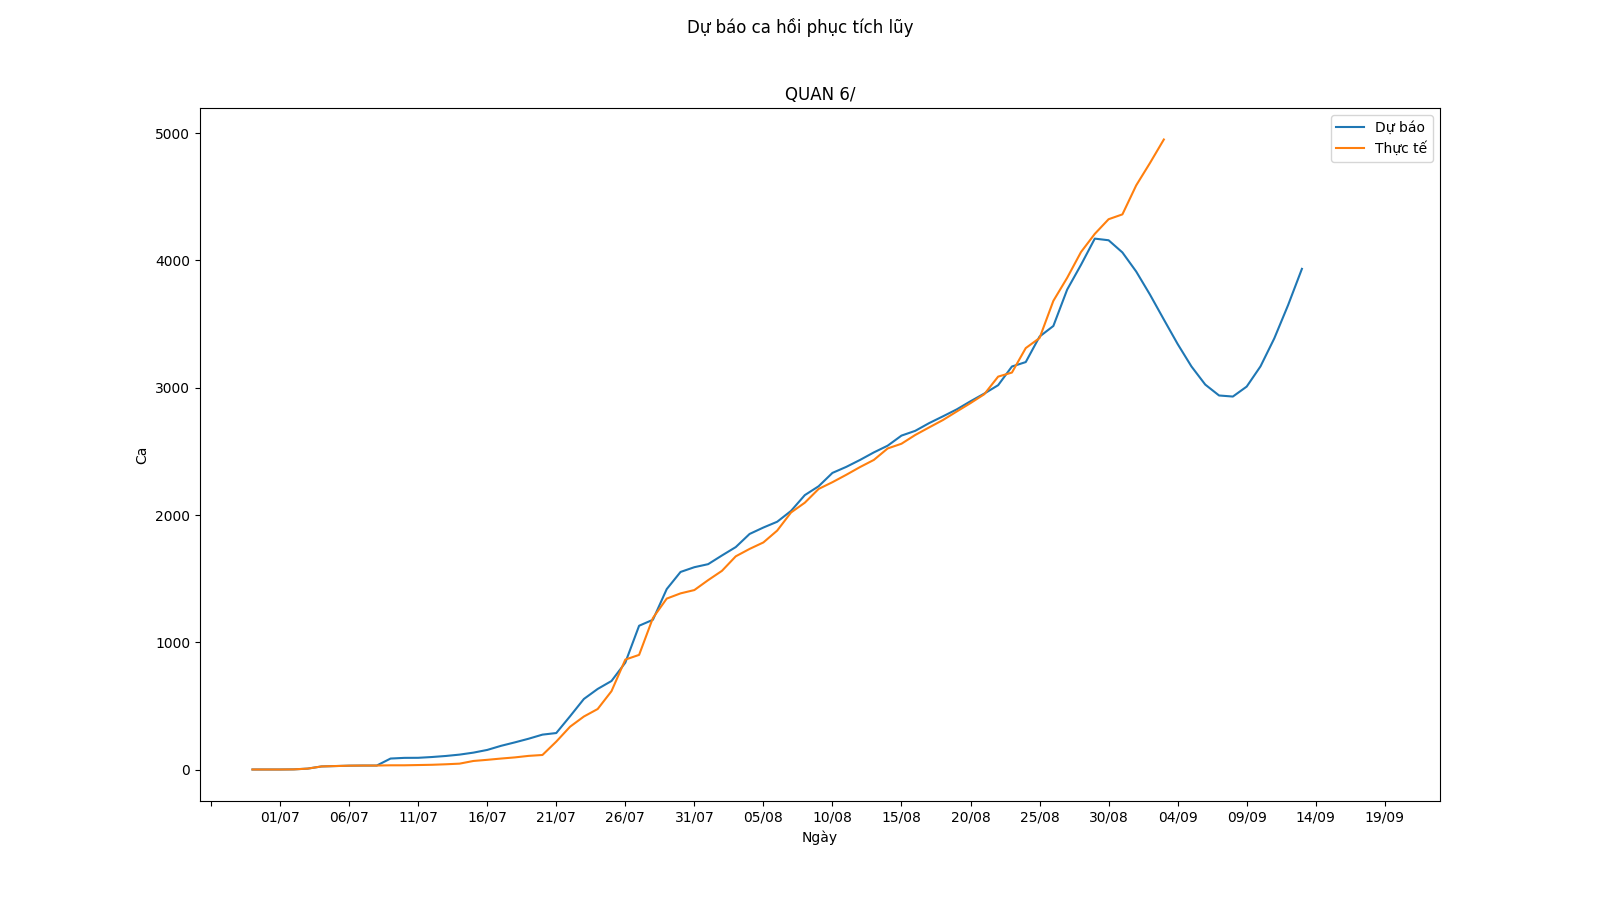 Dự báo ca hồi phục tích lũy
QUAN 6/
Dự báo
Thực tế
5000
4000
3000
2000
1000
0
Ca
01/07 06/07 11/07 16/07 21/07 26/07 31/07 05/08 10/08 15/08 20/08 25/08 30/08 04/09 09/09 14/09 19/09
Ngày